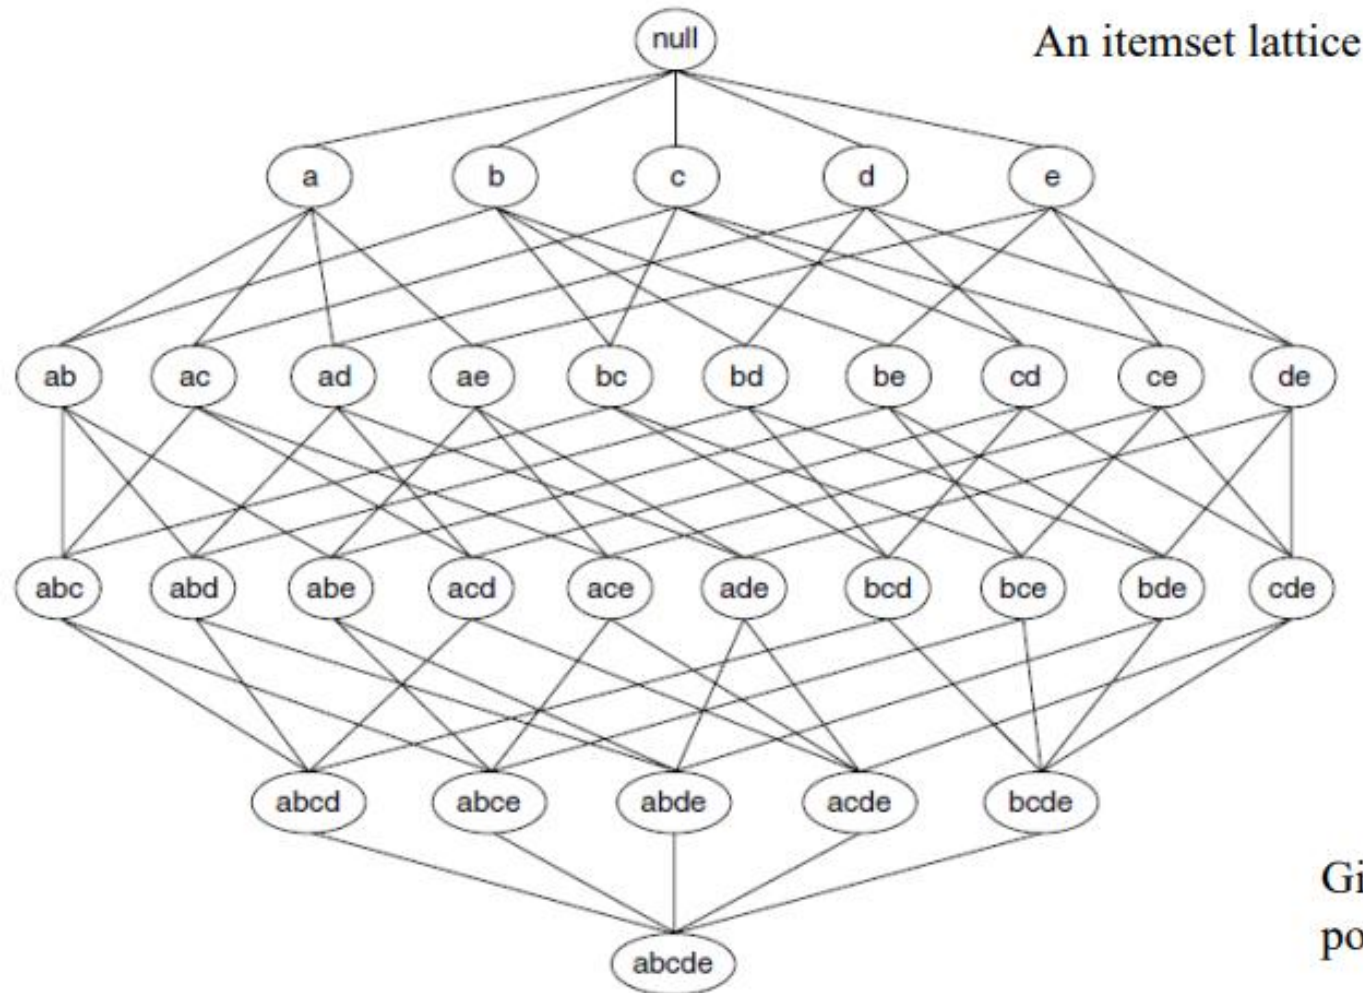 An itemset lattice
null
a b c d e
ab ac ad ae bc bd be cd ce de
abc abd abe acd ace ade bcd bce bde cde
abcd abce abde acde bcde
abcde